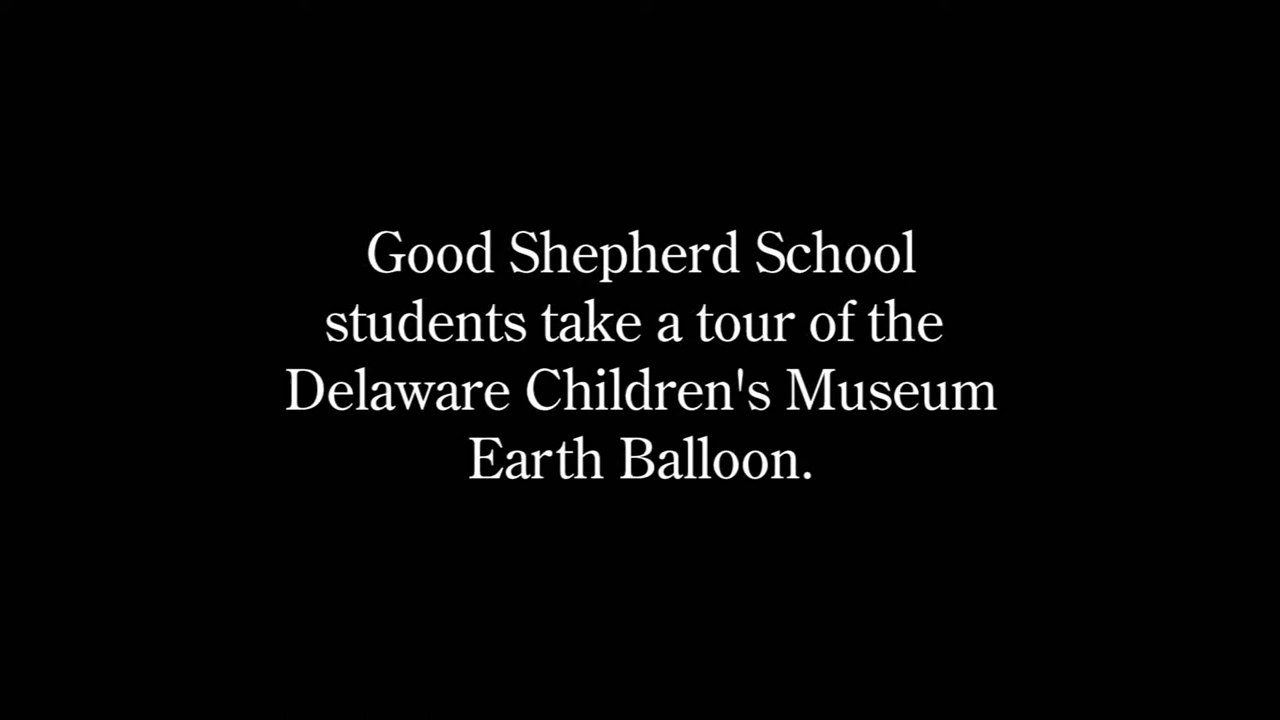 Good Shepherd School
students take a tour of the
Delaware Children's Museum
Earth Balloon.